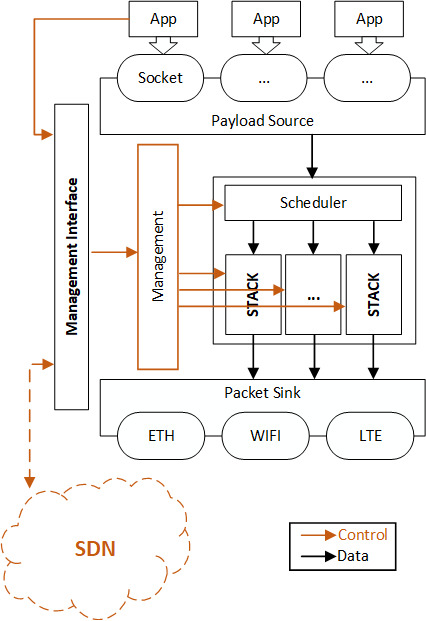 App
App
App
Socket
...
...
Payload Source
Management Interface
Management
Scheduler
STACK
...
STACK
Packet Sink
ETH
WIFI
LTE
SDN
Control
Data